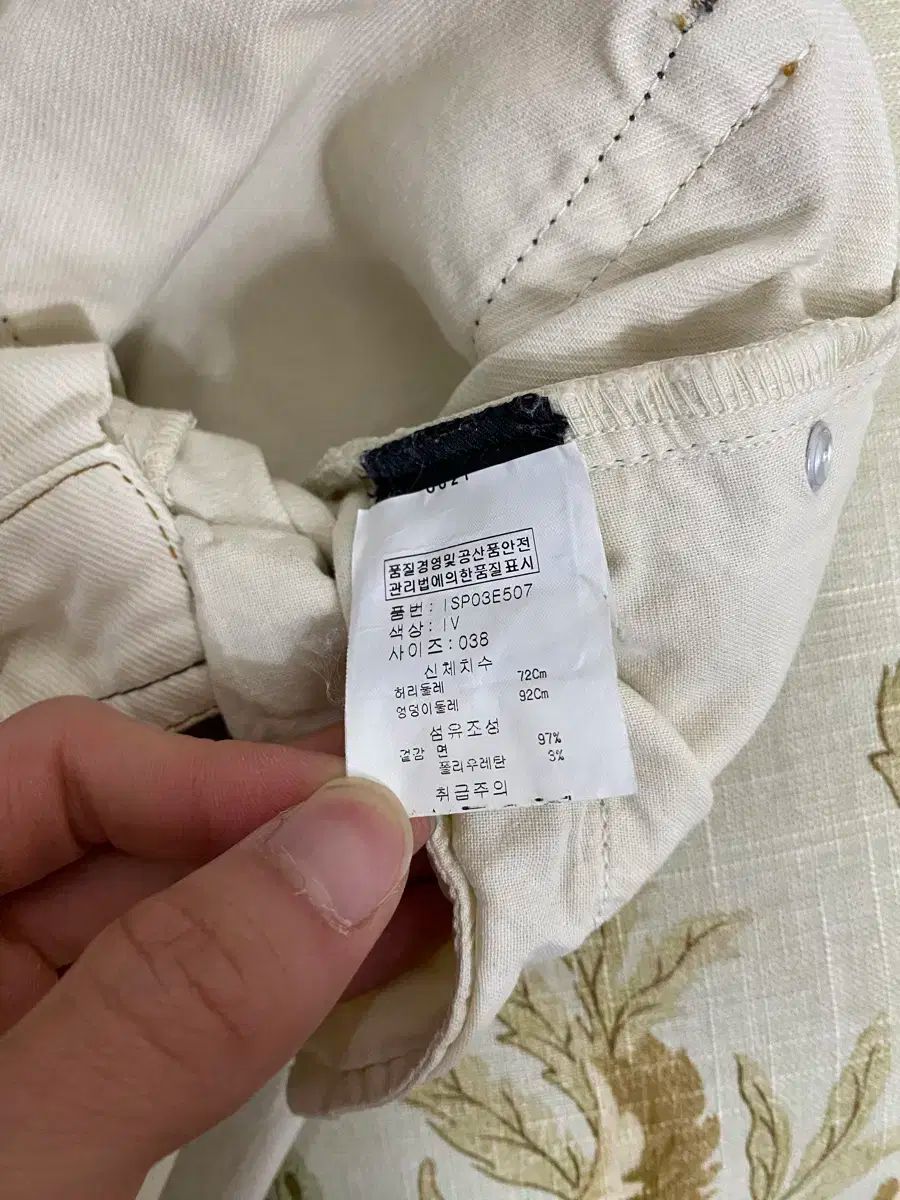 품질경영및공산품안전
관리법에의한품질표시
품번: ISP03E507
색상: IV
사이즈: 038
신체치수
허리둘레 72Cm
엉덩이둘레 92Cm
섬유조성
겉감 면 97%
폴리우레탄 3%
취급주의